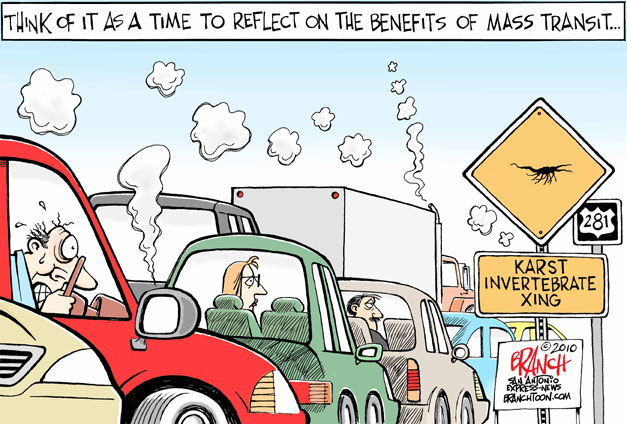 THINK OF IT AS A TIME TO REFLECT ON THE BENEFITS OF MASS TRANSIT...
281
KARST
INVERTEBRATE
XING
©2010
BRANCH
SAN ANTONIO
EXPRESS-NEWS
BRANCHTOON.COM